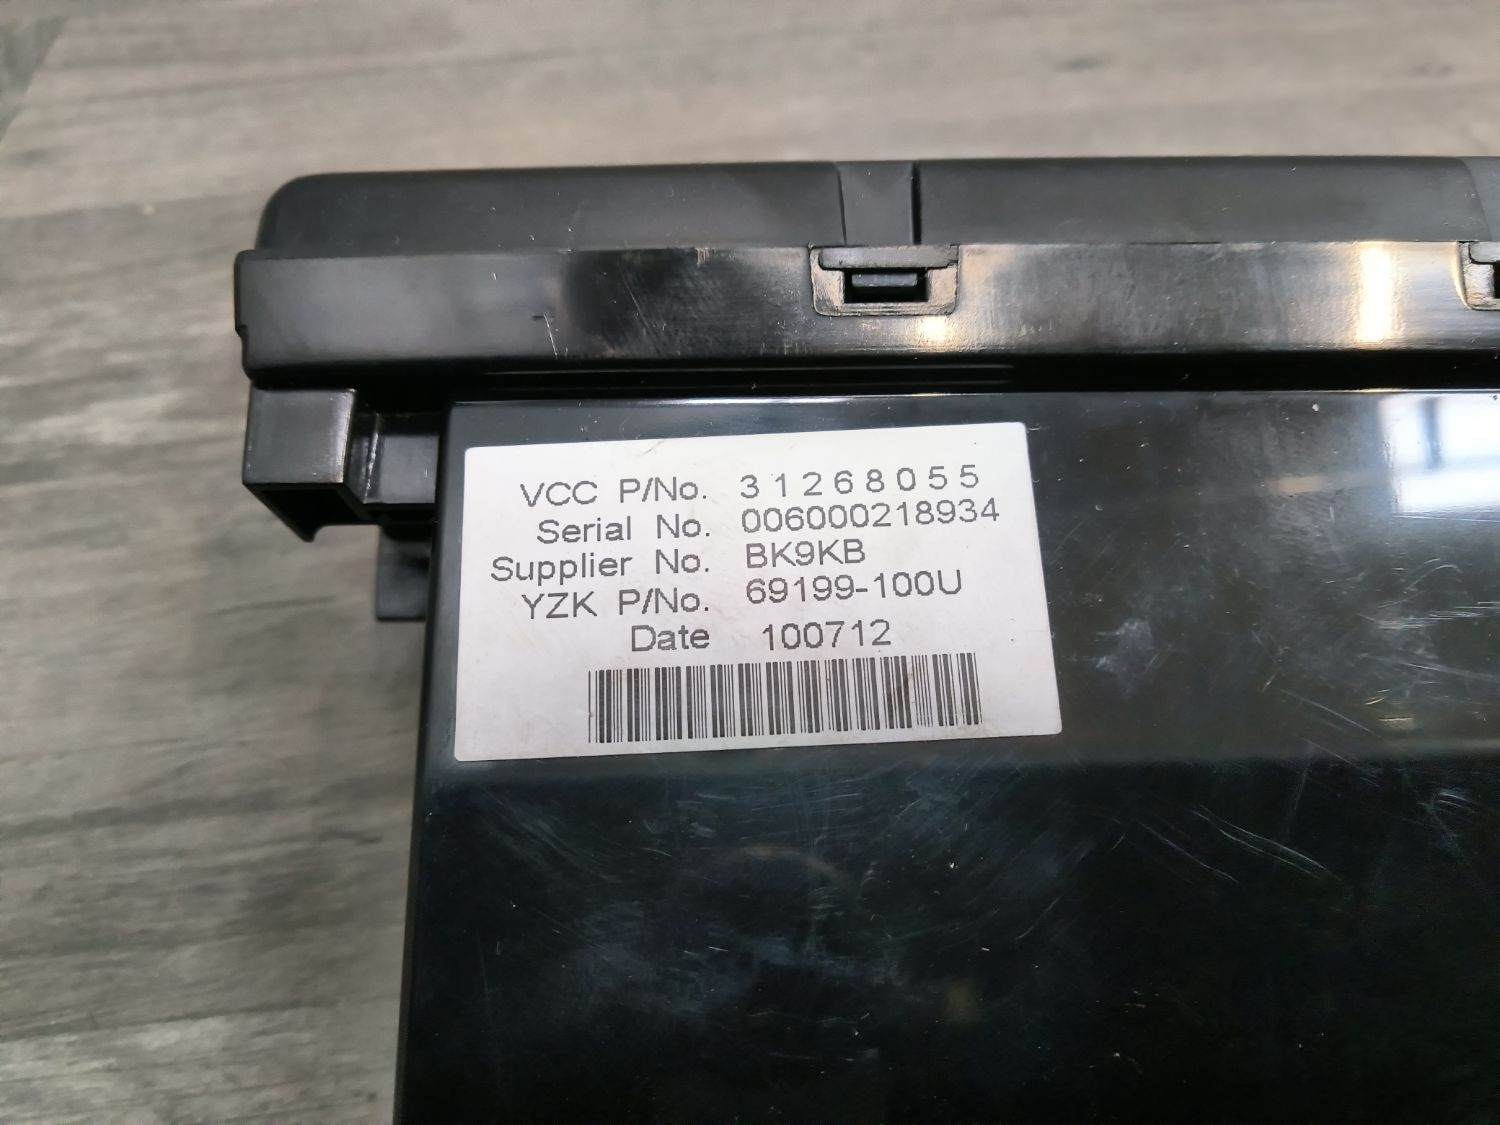 VCC P/No. 31268055
Serial No. 006000218934
Supplier No. BK9KB
YZK P/No. 69199-100U
Date 100712